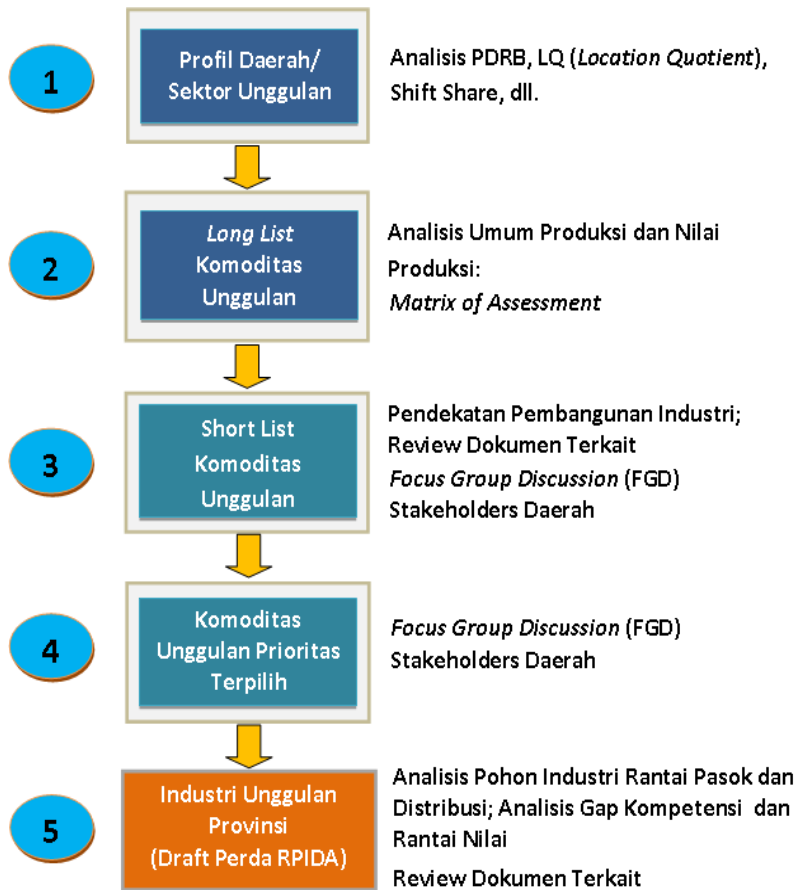 1
Profil Daerah/
Sektor Unggulan
Analisis PDRB, LQ (Location Quotient),
Shift Share, dll.
2
Long List
Komoditas
Unggulan
Analisis Umum Produksi dan Nilai
Produksi:
Matrix of Assessment
3
Short List
Komoditas
Unggulan
Pendekatan Pembangunan Industri;
Review Dokumen Terkait
Focus Group Discussion (FGD)
Stakeholders Daerah
4
Komoditas
Unggulan Prioritas
Terpilih
Focus Group Discussion (FGD)
Stakeholders Daerah
5
Industri Unggulan
Provinsi
(Draft Perda RPIDA)
Analisis Pohon Industri Rantai Pasok dan
Distribusi; Analisis Gap Kompetensi dan
Rantai Nilai
Review Dokumen Terkait